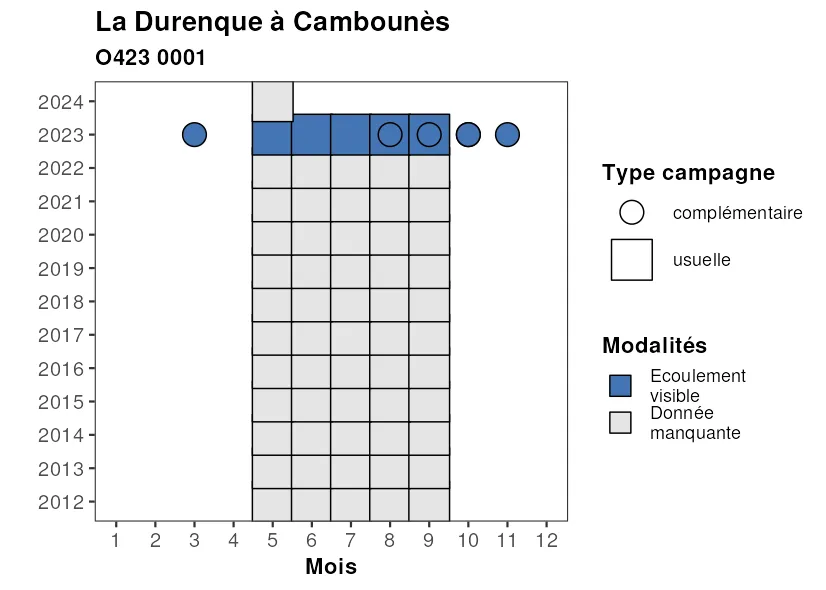 La Durenque à Cambounès
O423 0001
2024
2023
2022
2021
2020
2019
2018
2017
2016
2015
2014
2013
2012
1 2 3 4 5 6 7 8 9 10 11 12
Mois
Type campagne
complémentaire
usuelle
Modalités
Ecoulement
visible
Donnée
manquante